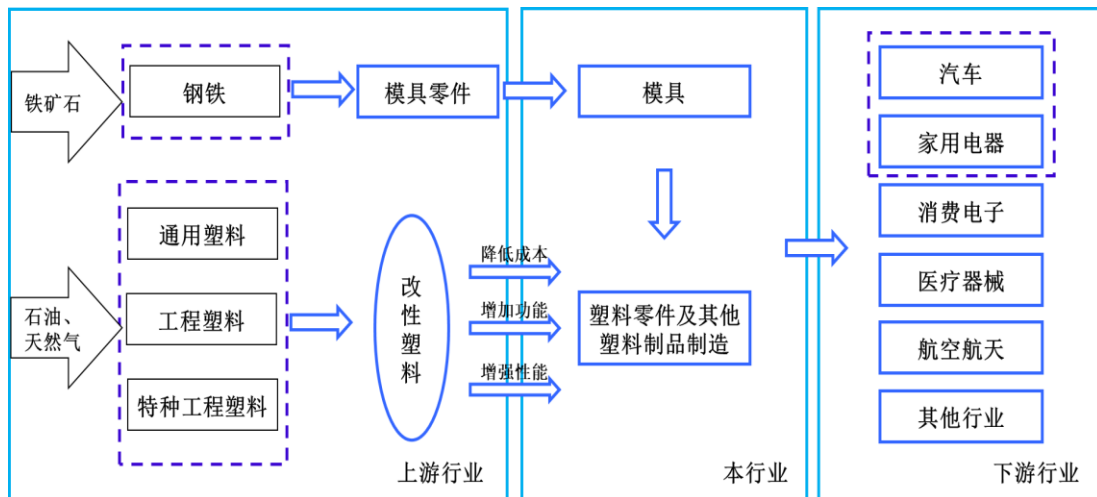 铁矿石
钢铁
模具零件
模具
汽车
家用电器
消费电子
医疗器械
航空航天
其他行业
通用塑料
工程塑料
特种工程塑料
石油、
天然气
改
性
塑
料
降低成本
增加功能
增强性能
塑料零件及其他
塑料制品制造
上游行业
本行业
下游行业